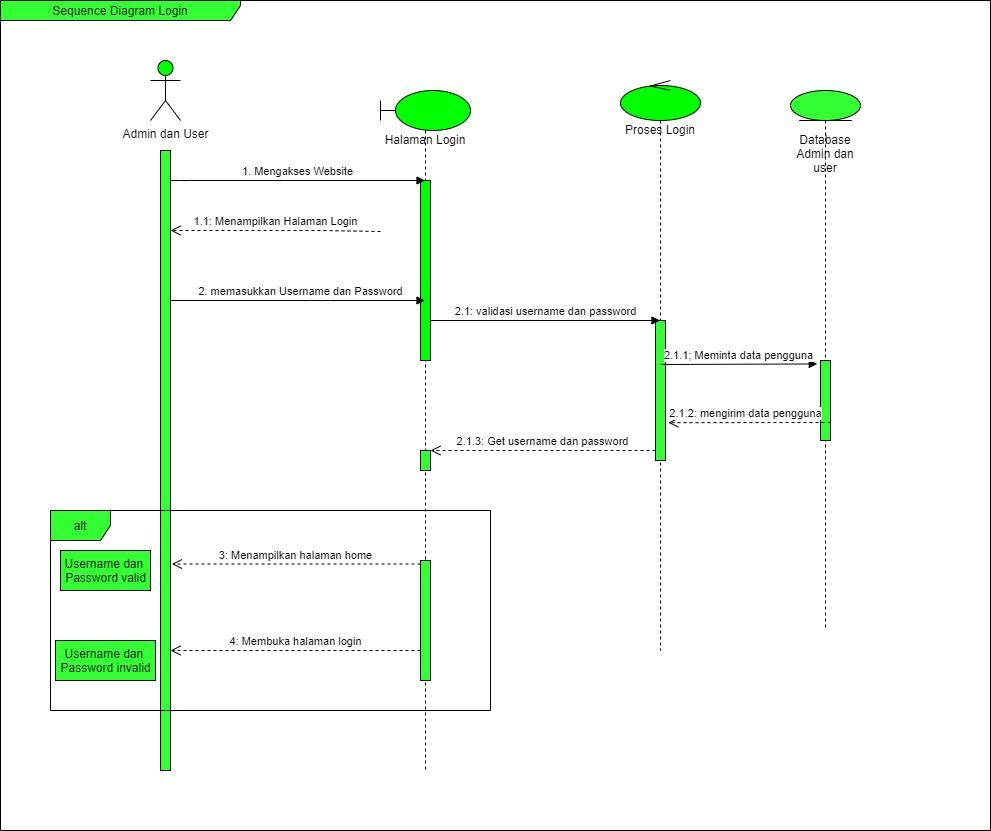 Sequence Diagram Login
Admin dan User
Halaman Login
Proses Login
Database
Admin dan
user
1. Mengakses Website
1.1: Menampilkan Halaman Login
2. memasukkan Username dan Password
2.1: validasi username dan password
2.1.1; Meminta data pengguna
2.1.2: mengirim data pengguna
2.1.3: Get username dan password
alt
3: Menampilkan halaman home
Username dan
Password valid
4: Membuka halaman login
Username dan
Password invalid